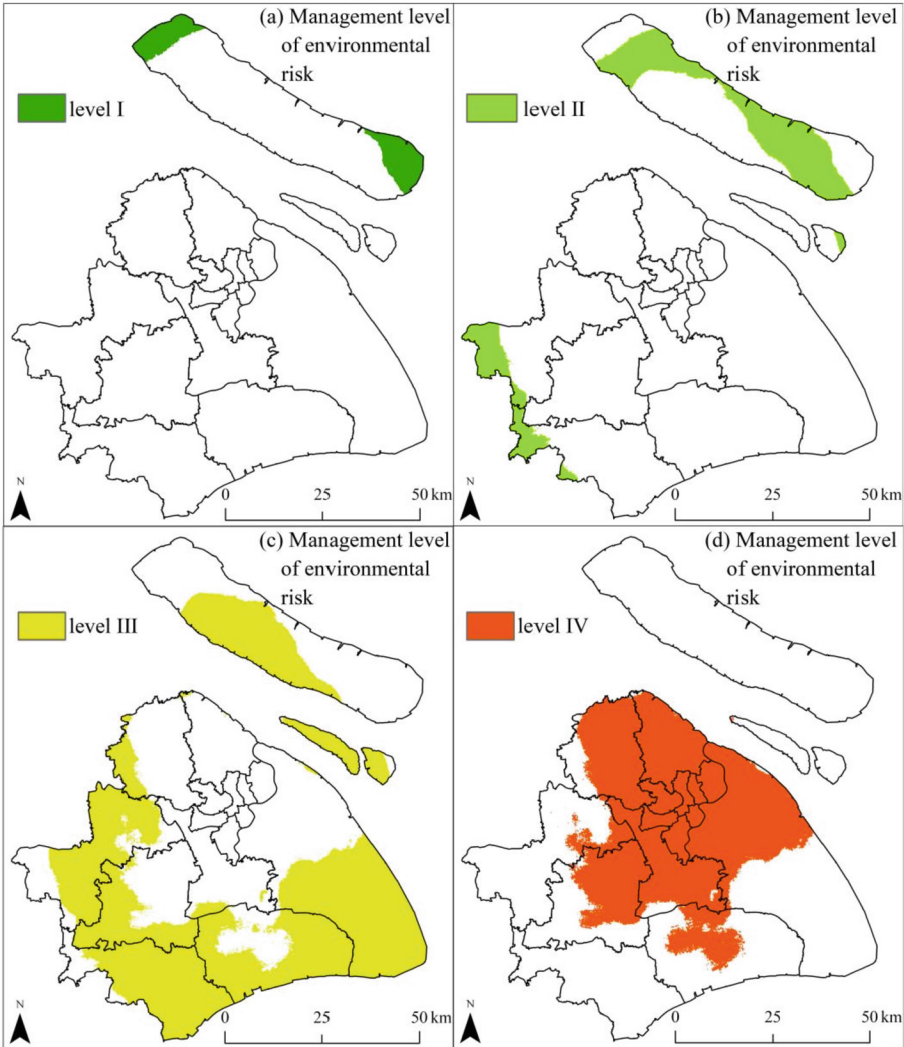 (a) Management level
of environmental
risk
level I
N
0 25 50 km
(b) Management level
of environmental
risk
level II
N
0 25 50 km
(c) Management level
of environmental
risk
level III
N
0 25 50 km
(d) Management level
of environmental
risk
level IV
N
0 25 50 km